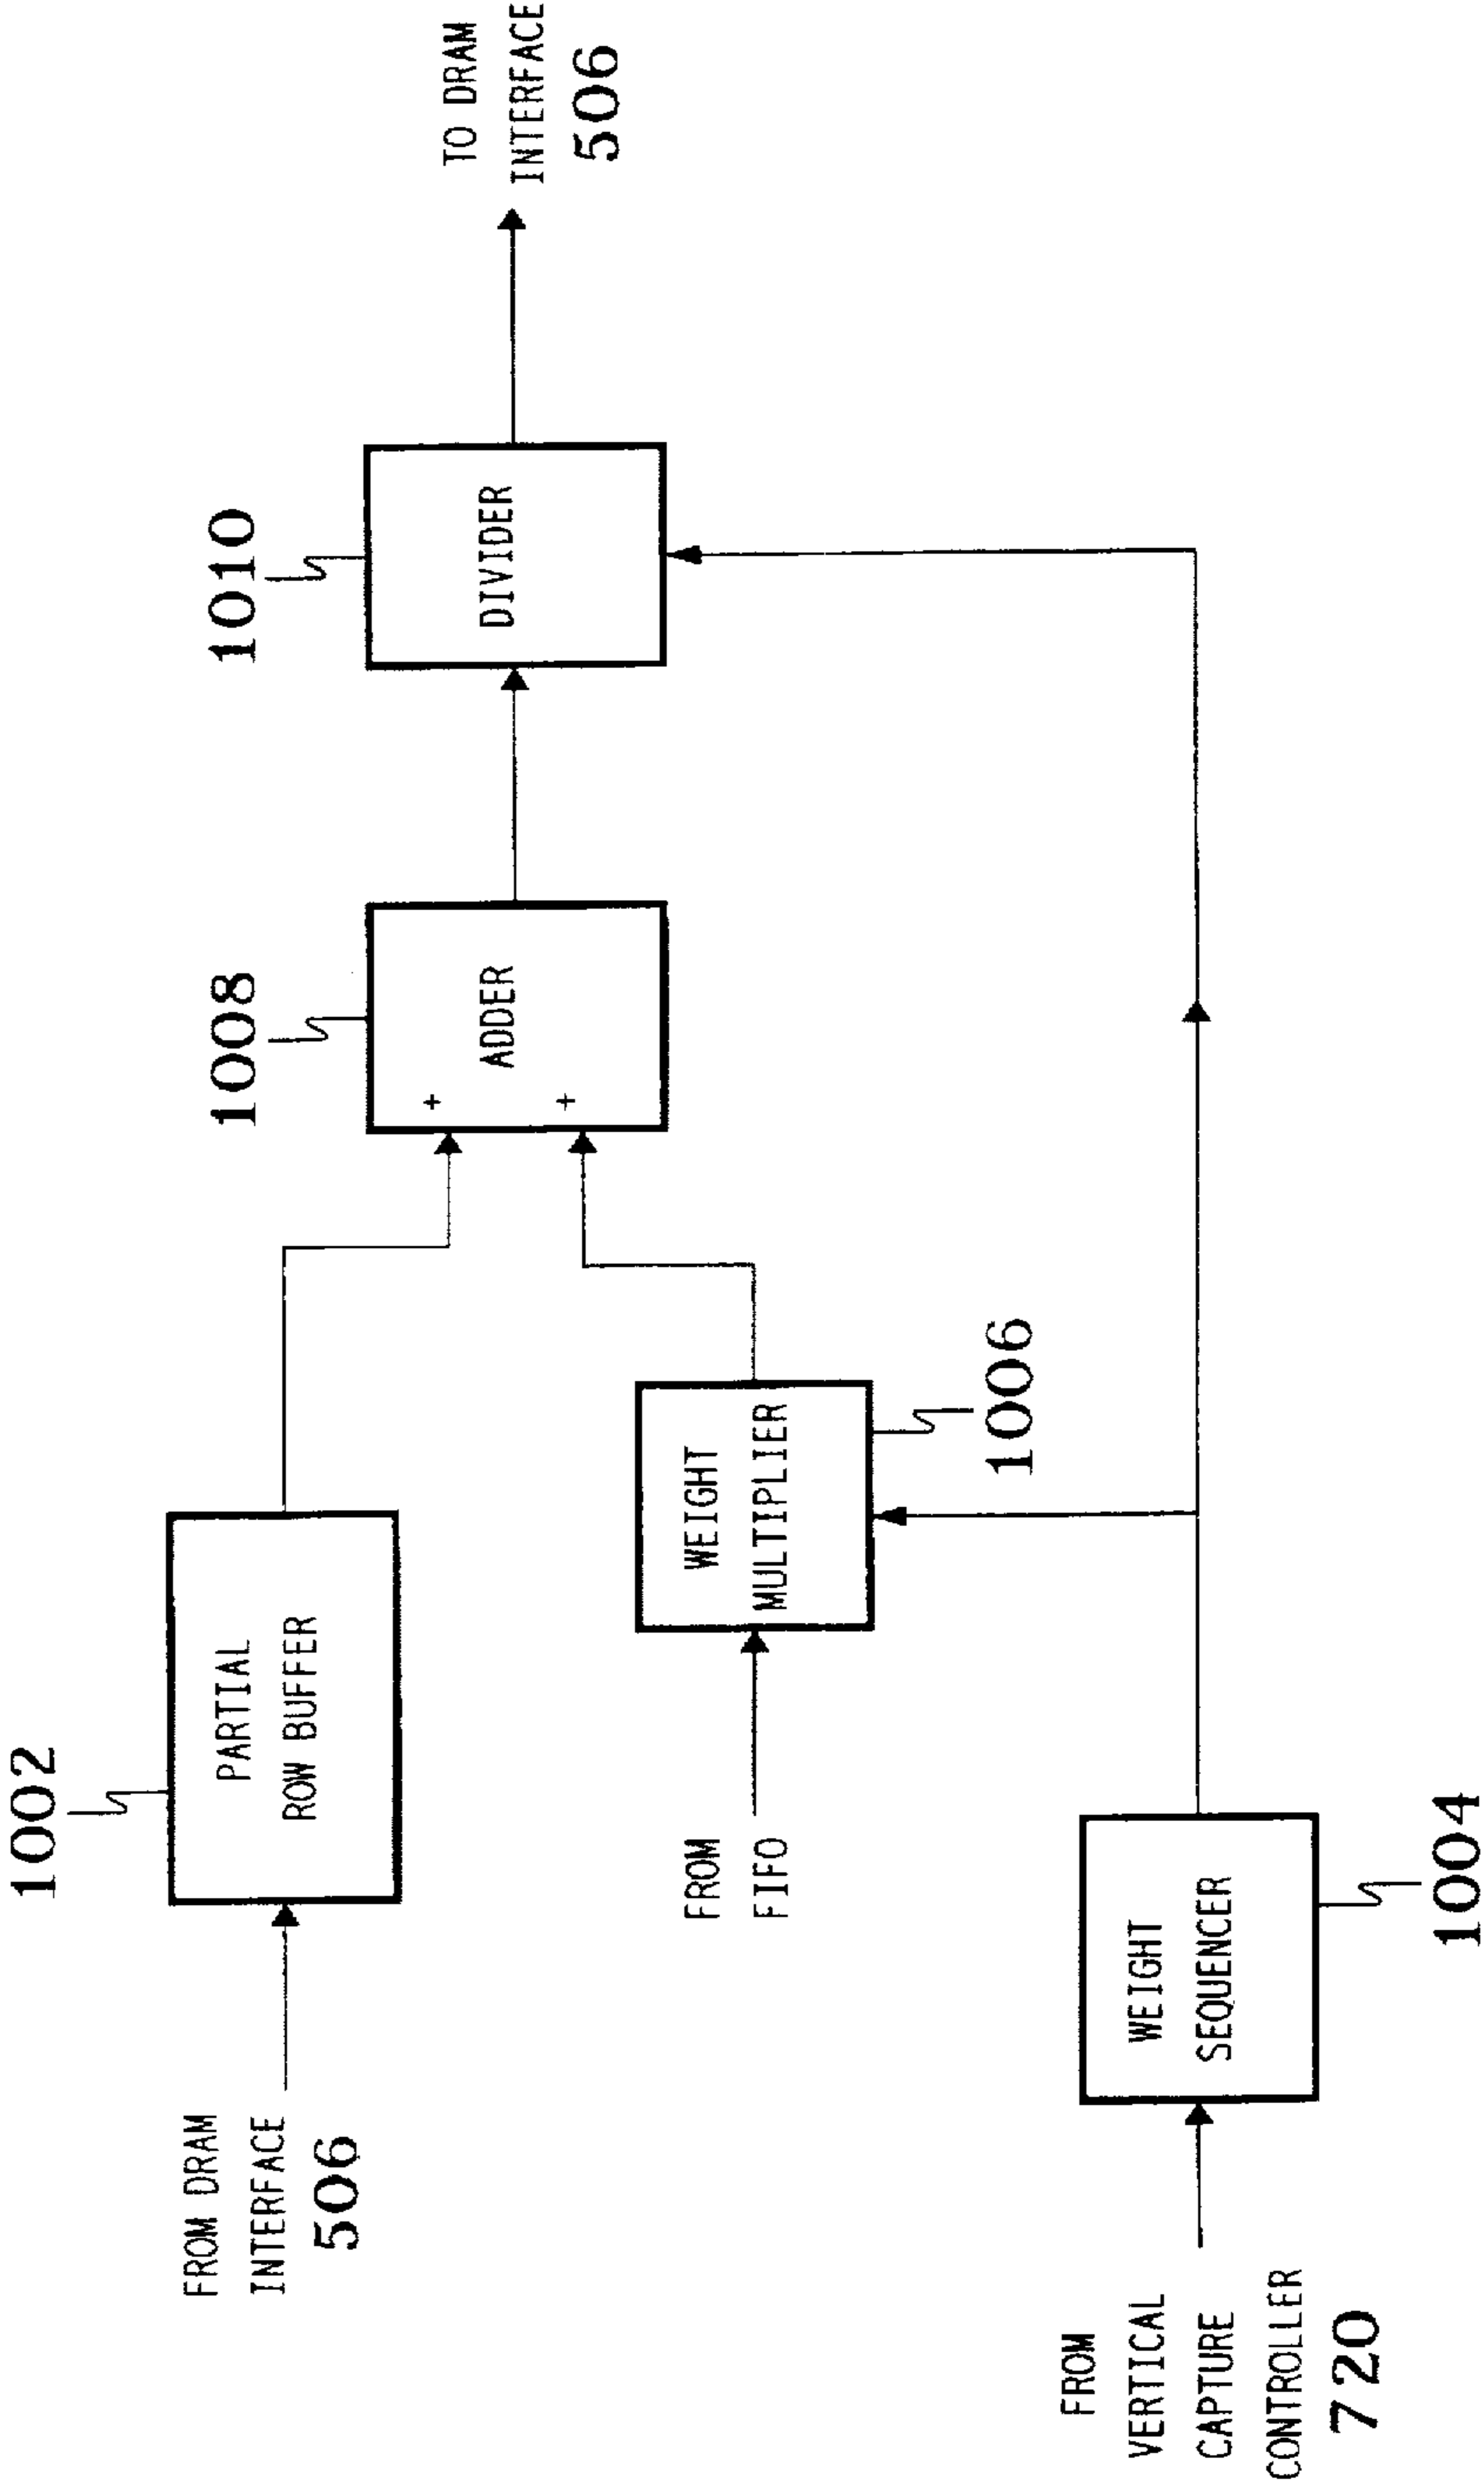 1002
PARTIAL
ROW BUFFER
FROM DRAM
INTERFACE
506
1008
+
+
ADDER
1010
DIVIDER
TO DRAM
INTERFACE
506
FROM
FIFO
WEIGHT
MULTIPLIER
1006
FROM
VERTICAL
CAPTURE
CONTROLLER
720
WEIGHT
SEQUENCER
1004